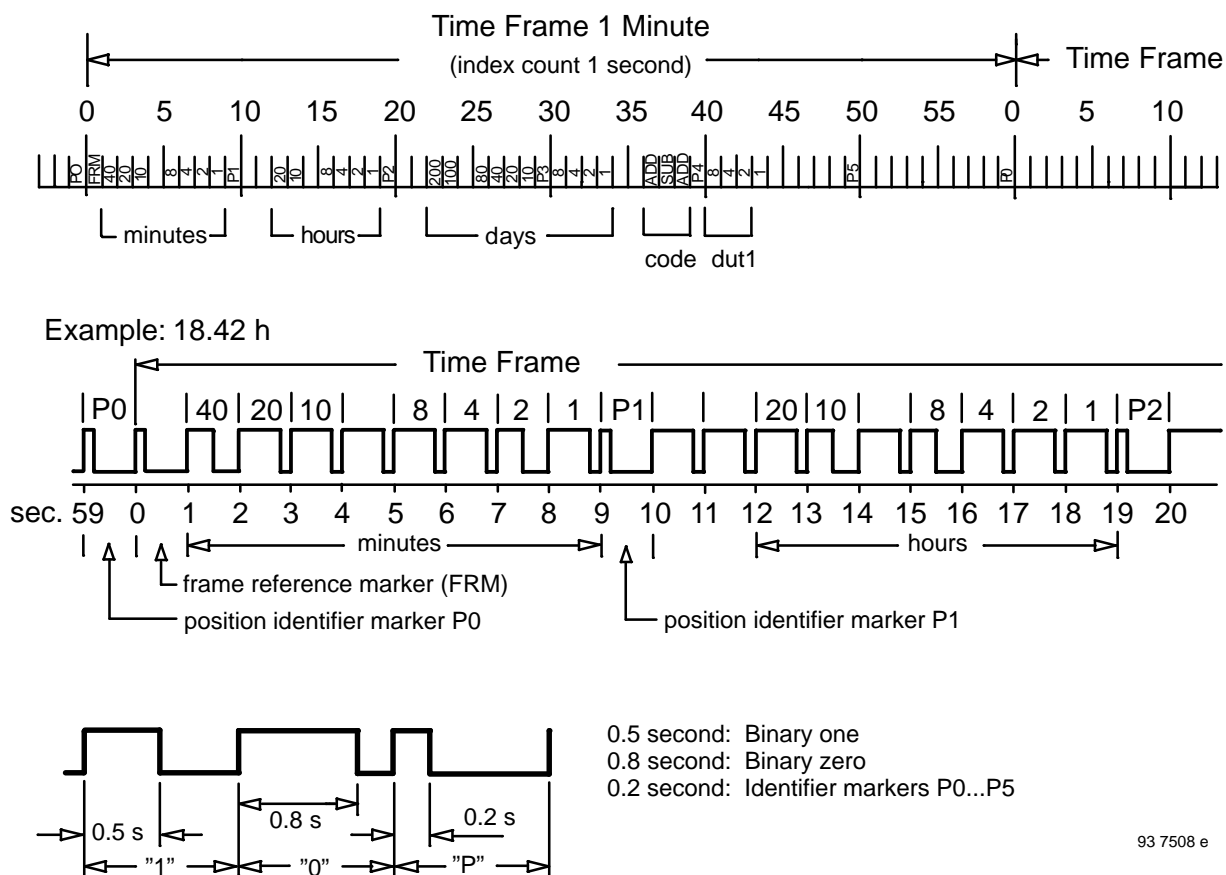 Time Frame 1 Minute
(index count 1 second)
Time Frame
0 5 10 15 20 25 30 35 40 45 50 55 0 5 10
P0 FRM 40 20 10 8 4 2 1 P1 20 10 8 4 2 1 P2 200 100 80 40 20 10 P3 8 4 2 1 ADD SUB ADD P4 8 4 2 1 P5 P0
minutes hours days
code dut1
Example: 18.42 h
Time Frame
P0 40 20 10 8 4 2 1 P1 20 10 8 4 2 1 P2
sec. 59 0 1 2 3 4 5 6 7 8 9 10 11 12 13 14 15 16 17 18 19 20
minutes hours
frame reference marker (FRM)
position identifier marker P0
position identifier marker P1
0.5 second: Binary one
0.8 second: Binary zero
0.2 second: Identifier markers P0...P5
0.5 s 0.8 s 0.2 s
"1" "0" "P"
93 7508 e